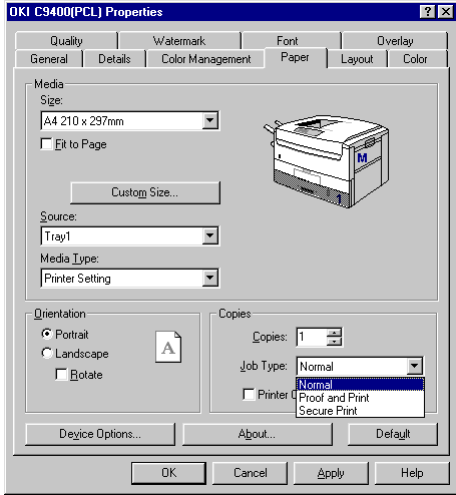 OKI C9400(PCL) Properties
Quality Watermark Font Overlay
General Details Color Management Paper Layout Color
Media
Size:
A4 210 x 297mm
Fit to Page
Custom Size...
Source:
Tray1
Media Type:
Printer Setting
M
1
Orientation
Portrait
Landscape
Rotate
A
Copies
Copies: 1
Job Type: Normal
Normal
Proof and Print
Secure Print
Printer
Device Options... About... Default
OK Cancel Apply Help